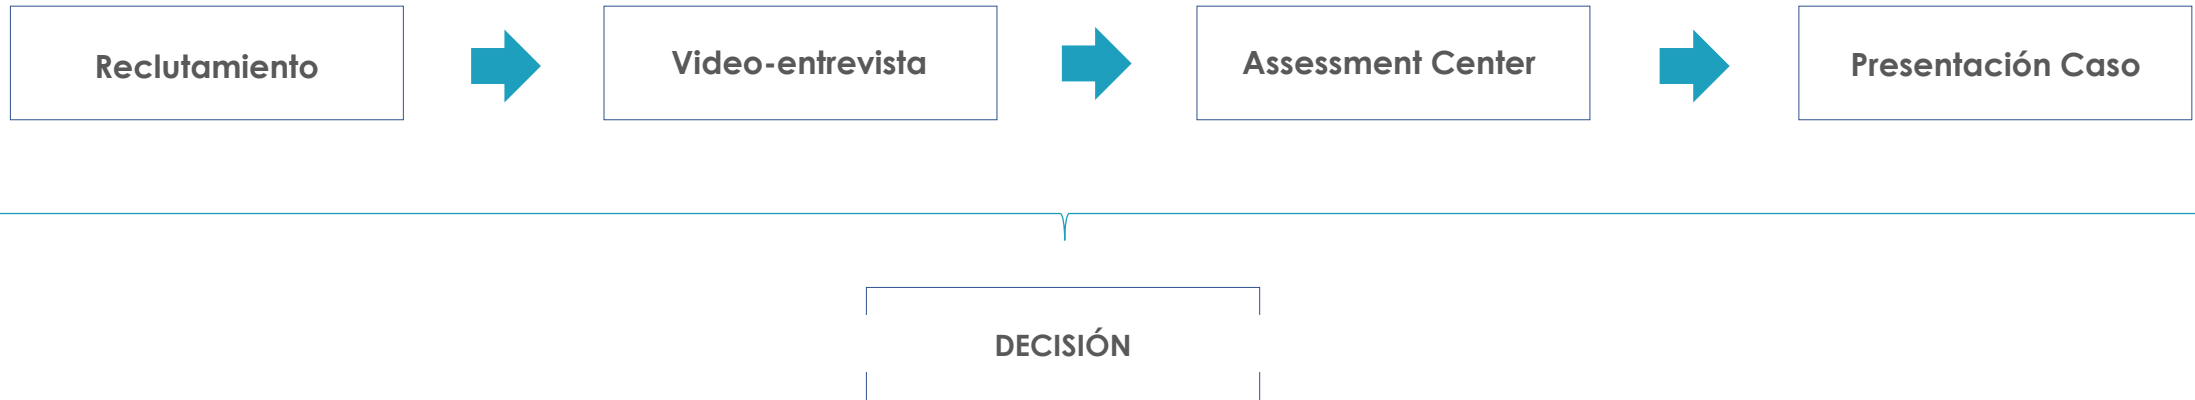 Reclutamiento
Video-entrevista
Assessment Center
Presentación Caso
DECISIÓN